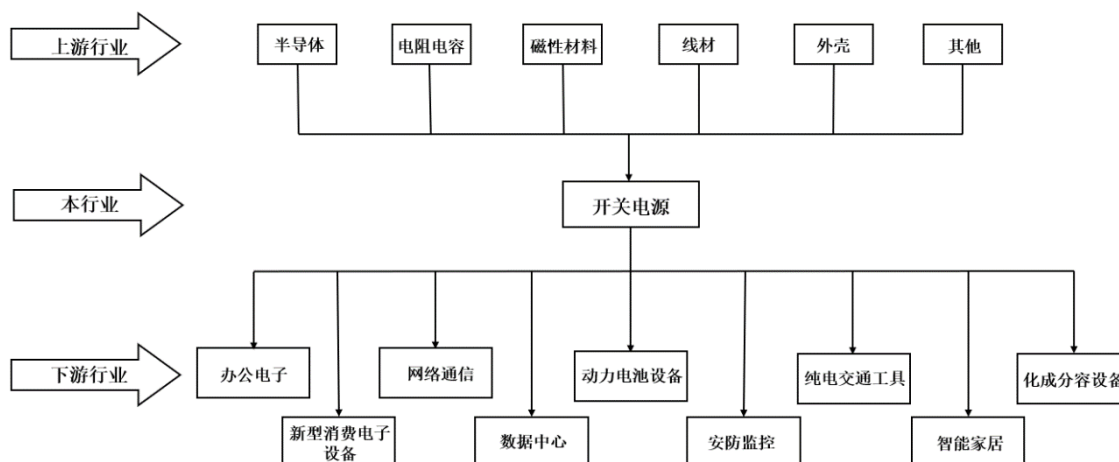 上游行业
半导体
电阻电容
磁性材料
线材
外壳
其他
本行业
开关电源
下游行业
办公电子
网络通信
动力电池设备
纯电交通工具
化成分容设备
新型消费电子
设备
数据中心
安防监控
智能家居